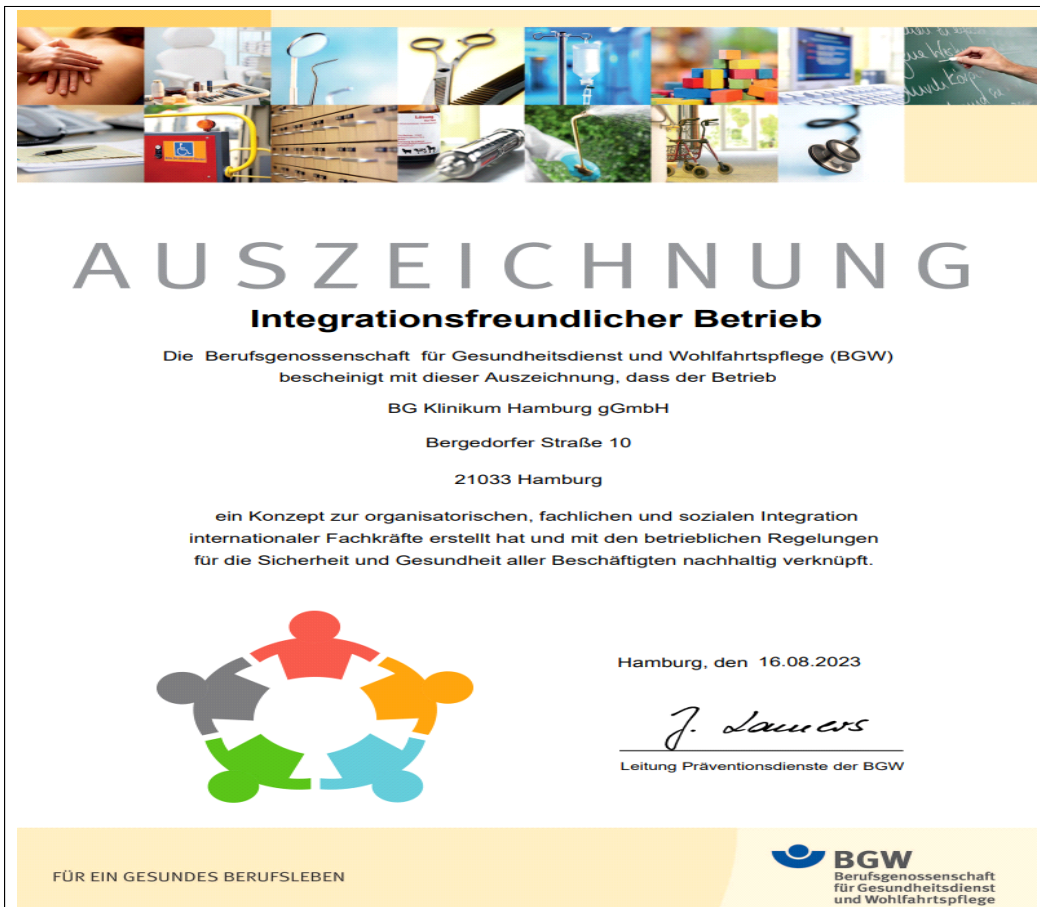 AUSZEICHNUNG
Integrationsfreundlicher Betrieb
Die Berufsgenossenschaft für Gesundheitsdienst und Wohlfahrtspflege (BGW)
bescheinigt mit dieser Auszeichnung, dass der Betrieb
BG Klinikum Hamburg gGmbH
Bergedorfer Straße 10
21033 Hamburg
ein Konzept zur organisatorischen, fachlichen und sozialen Integration
internationaler Fachkräfte erstellt hat und mit den betrieblichen Regelungen
für die Sicherheit und Gesundheit aller Beschäftigten nachhaltig verknüpft.
Hamburg, den 16.08.2023
J. Lamers
Leitung Präventionsdienste der BGW
FÜR EIN GESUNDES BERUFSLEBEN
BGW
Berufsgenossenschaft
für Gesundheitsdienst
und Wohlfahrtspflege